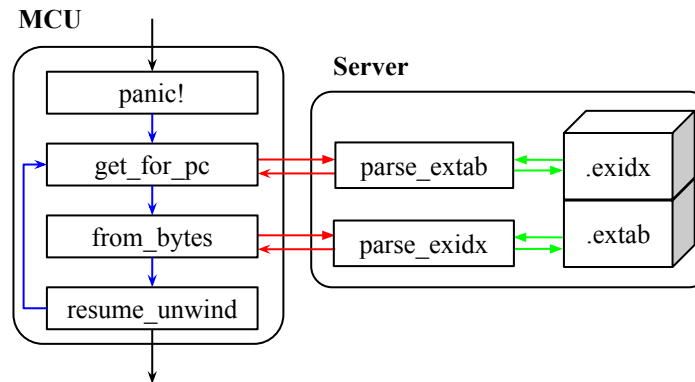 MCU
panic!
get_for_pc
from_bytes
resume_unwind
Server
parse_extab
parse_exidx
.exidx
.extab